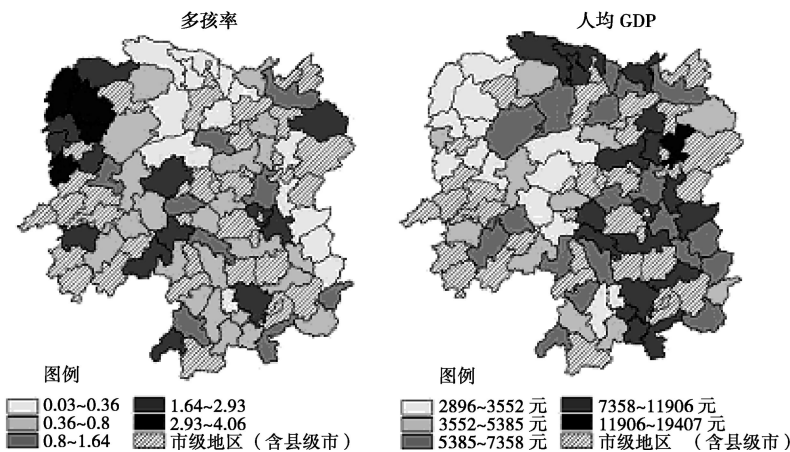 多孩率
人均 GDP
图例
0.03~0.36
0.36~0.8
0.8~1.64
1.64~2.93
2.93~4.06
市级地区（含县级市）
图例
2896~3552 元
3552~5385 元
5385~7358 元
7358~11906 元
11906~19407 元
市级地区（含县级市）